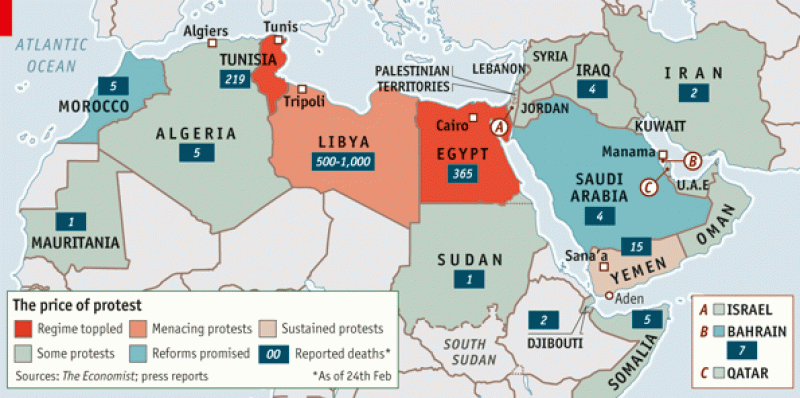 Algiers
Tunis
ATLANTIC
OCEAN
TUNISIA
219
LEBANON
SYRIA
PALESTINIAN
TERRITORIES
IRAQ
4
IRAN
2
5
MOROCCO
Tripoli
JORDAN
ALGERIA
5
LIBYA
500-1,000
Cairo
A
EGYPT
365
KUWAIT
Manama
B
C
U.A.E
SAUDI
ARABIA
4
OMAN
1
MAURITANIA
SUDAN
1
15
Sana'a
YEMEN
Aden
2
DJIBOUTI
5
SOMALIA
SOUTH
SUDAN
The price of protest
Regime toppled
Menacing protests
Sustained protests
Some protests
Reforms promised
00 Reported deaths*
Sources: The Economist; press reports
*As of 24th Feb
A ISRAEL
B BAHRAIN
7
C QATAR